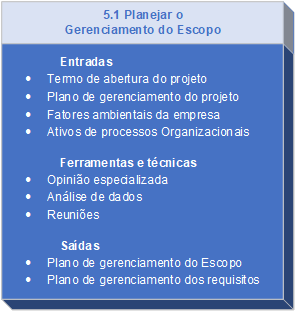 5.1 Planejar o
Gerenciamento do Escopo
Entradas
• Termo de abertura do projeto
• Plano de gerenciamento do projeto
• Fatores ambientais da empresa
• Ativos de processos Organizacionais
Ferramentas e técnicas
• Opinião especializada
• Análise de dados
• Reuniões
Saídas
• Plano de gerenciamento do Escopo
• Plano de gerenciamento dos requisitos